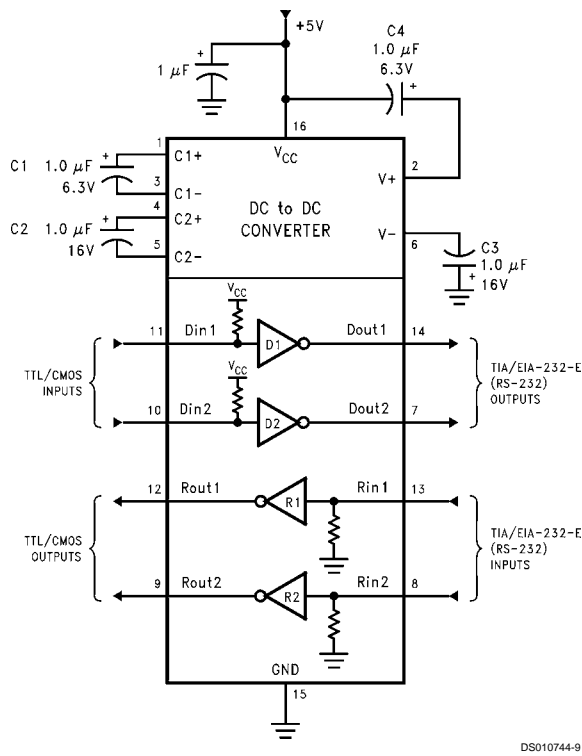 +5V
1 μF
+
C4
1.0 μF
6.3V
+
16
VCC
1
C1+
C1 1.0 μF
6.3V
+
3
C1-
4
C2+
C2 1.0 μF
16V
+
5
C2-
DC to DC
CONVERTER
2
V+
V-
6
C3
1.0 μF
16V
+
VCC
11
Din1
D1
Dout1
14
TTL/CMOS
INPUTS
VCC
10
Din2
D2
Dout2
7
TIA/EIA-232-E
(RS-232)
OUTPUTS
12
Rout1
R1
Rin1
13
TTL/CMOS
OUTPUTS
9
Rout2
R2
Rin2
8
TIA/EIA-232-E
(RS-232)
INPUTS
GND
15
DS010744-9